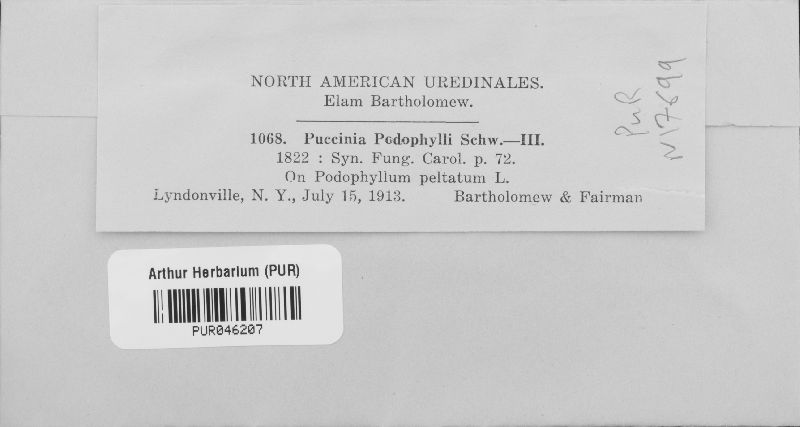 NORTH AMERICAN UREDINALES.
Elam Bartholomew.
1068. Puccinia Podophylli Schw.—III.
1822 : Syn. Fung. Carol. p. 72.
On Podophyllum peltatum L.
Lyndonville, N. Y., July 15, 1913. Bartholomew & Fairman
PUR
N17699
Arthur Herbarium (PUR)
PUR046207